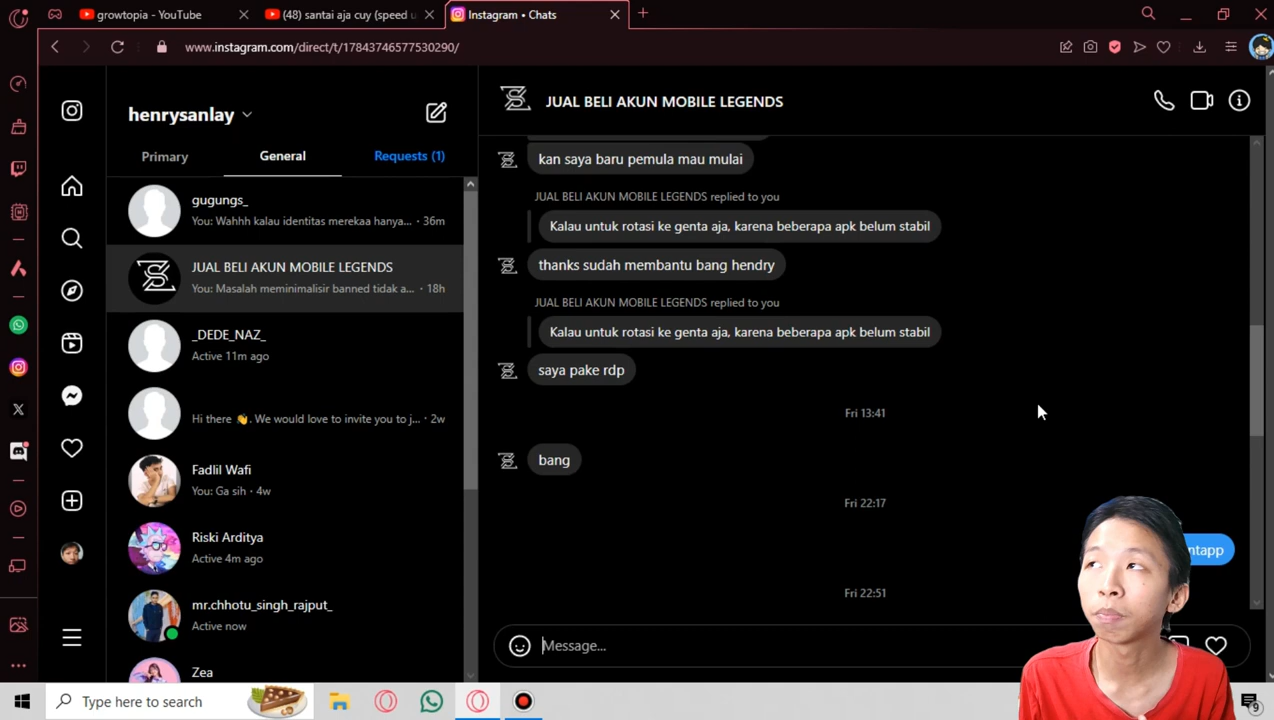 growtopia - YouTube
(48) santai aja cuy (speed u
Instagram • Chats
www.instagram.com/direct/t/17843746577530290/
henrysanlay
Primary
General
Requests (1)
gugungs_
You: Wahhh kalau identitas merekaa hanya... · 36m
JUAL BELI AKUN MOBILE LEGENDS
You: Masalah meminimalisir banned tidak a... · 18h
_DEDE_NAZ_
Active 11m ago
Hi there 👋. We would love to invite you to j... · 2w
Fadlil Wafi
You: Ga sih · 4w
Riski Arditya
Active 4m ago
mr.chhotu_singh_rajput_
Active now
Zea
JUAL BELI AKUN MOBILE LEGENDS
kan saya baru pemula mau mulai
JUAL BELI AKUN MOBILE LEGENDS replied to you
Kalau untuk rotasi ke genta aja, karena beberapa apk belum stabil
thanks sudah membantu bang hendry
JUAL BELI AKUN MOBILE LEGENDS replied to you
Kalau untuk rotasi ke genta aja, karena beberapa apk belum stabil
saya pake rdp
Fri 13:41
bang
Fri 22:17
ntapp
Fri 22:51
Message...
Type here to search
9